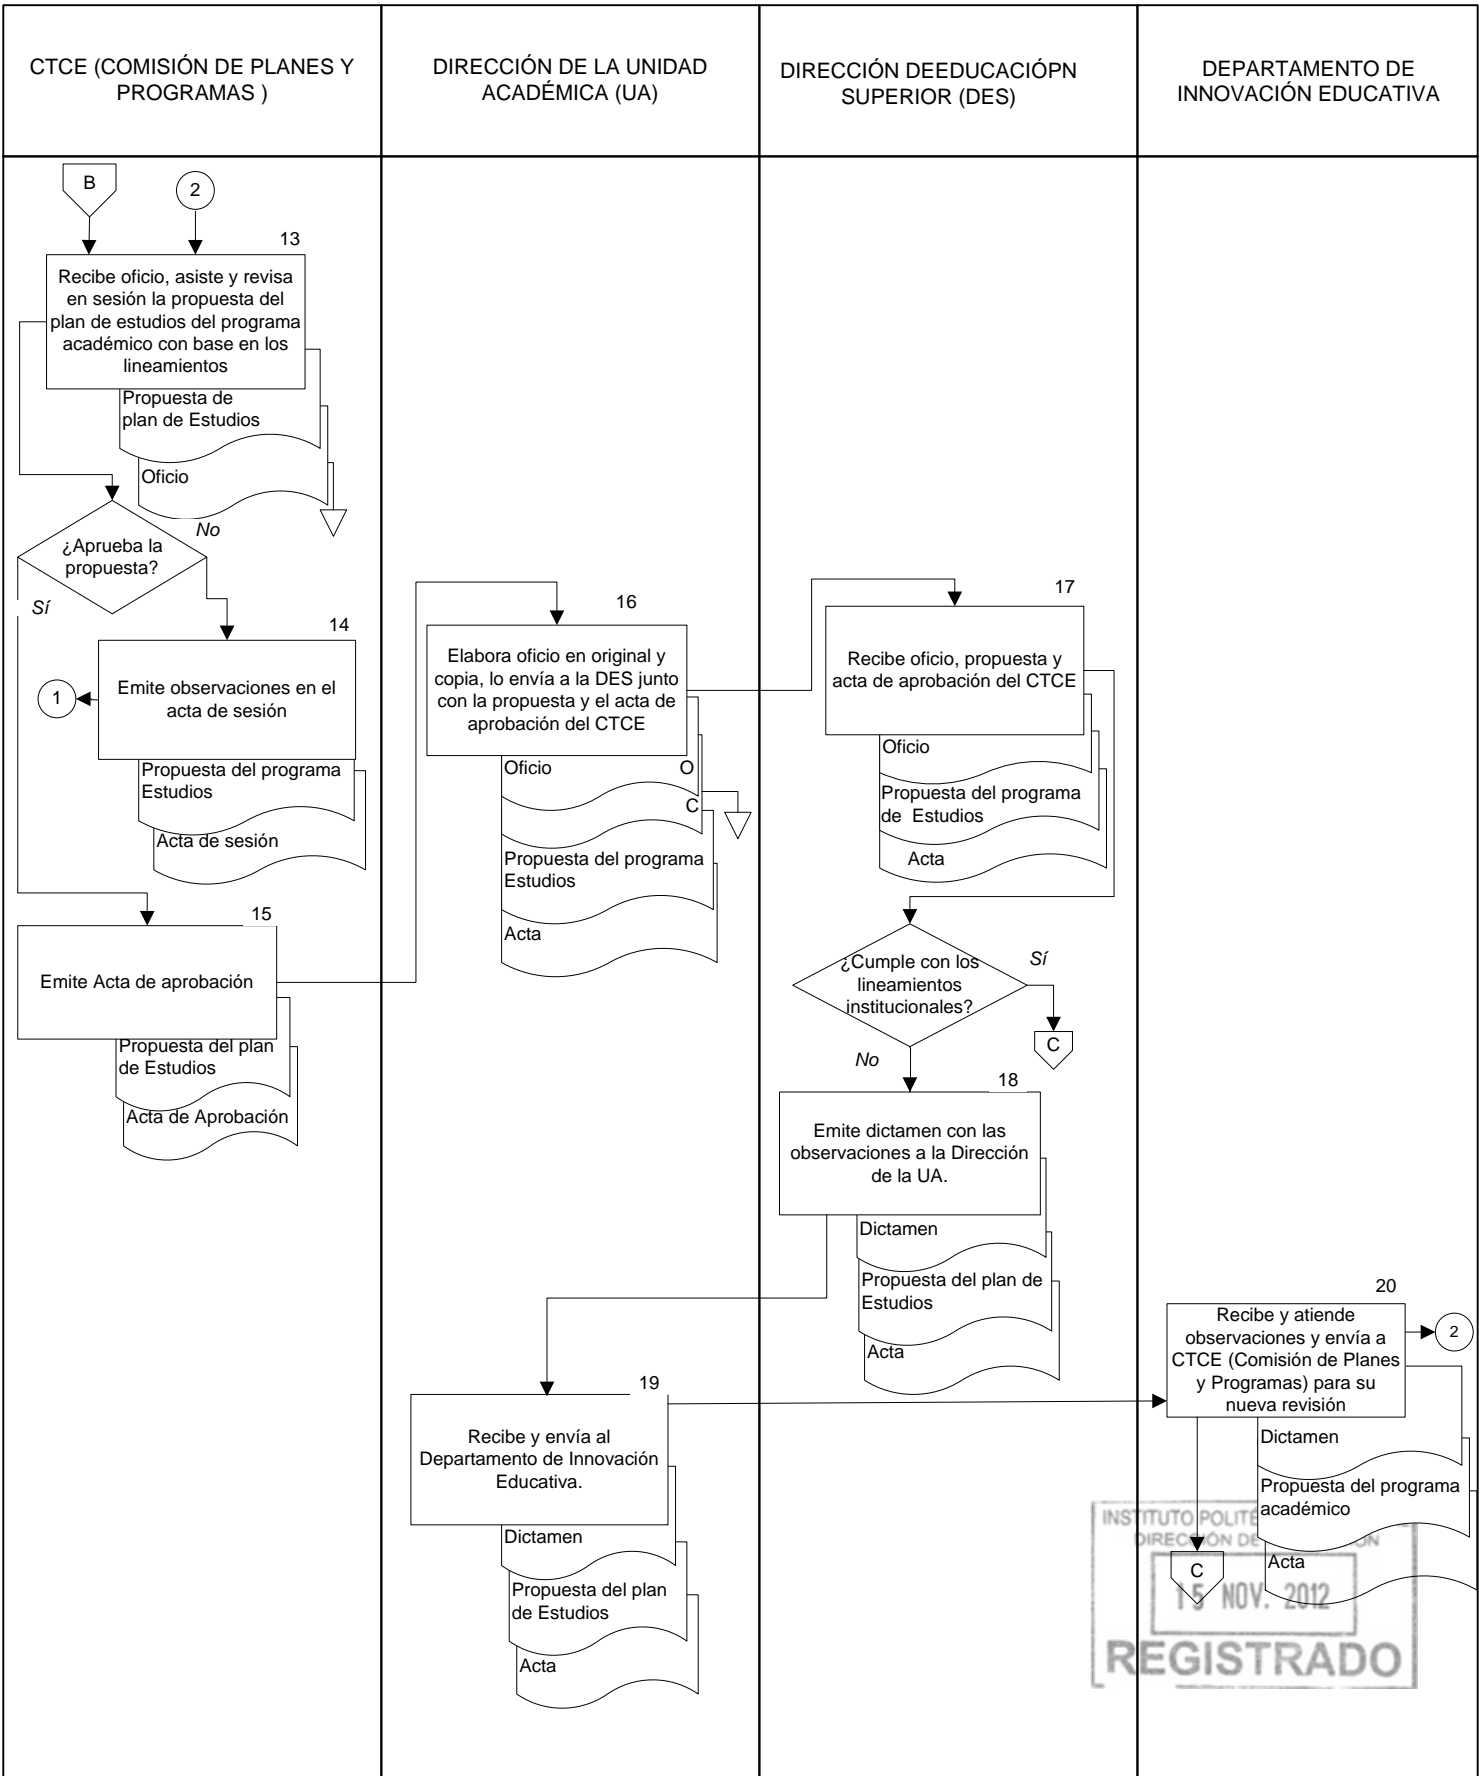 CTCE (COMISIÓN DE PLANES Y
PROGRAMAS )
DIRECCIÓN DE LA UNIDAD
ACADÉMICA (UA)
DIRECCIÓN DEEDUCACIÓPN
SUPERIOR (DES)
DEPARTAMENTO DE
INNOVACIÓN EDUCATIVA
B
2
13
Recibe oficio, asiste y revisa
en sesión la propuesta del
plan de estudios del programa
académico con base en los
lineamientos
Propuesta de
plan de Estudios
Oficio
¿Aprueba la
propuesta?
No
Sí
14
Emite observaciones en el
acta de sesión
1
Propuesta del programa
Estudios
Acta de sesión
15
Emite Acta de aprobación
Propuesta del plan
de Estudios
Acta de Aprobación
16
Elabora oficio en original y
copia, lo envía a la DES junto
con la propuesta y el acta de
aprobación del CTCE
Oficio O
C
Propuesta del programa
Estudios
Acta
17
Recibe oficio, propuesta y
acta de aprobación del CTCE
Oficio
Propuesta del programa
de Estudios
Acta
¿Cumple con los
lineamientos
institucionales?
Sí
C
No
18
Emite dictamen con las
observaciones a la Dirección
de la UA.
Dictamen
Propuesta del plan de
Estudios
Acta
19
Recibe y envía al
Departamento de Innovación
Educativa.
Dictamen
Propuesta del plan
de Estudios
Acta
20
Recibe y atiende
observaciones y envía a
CTCE (Comisión de Planes
y Programas) para su
nueva revisión
2
Dictamen
Propuesta del programa
académico
Acta
C
INSTITUTO
DIRECCIÓN DE
15 NOV. 2012
REGISTRADO